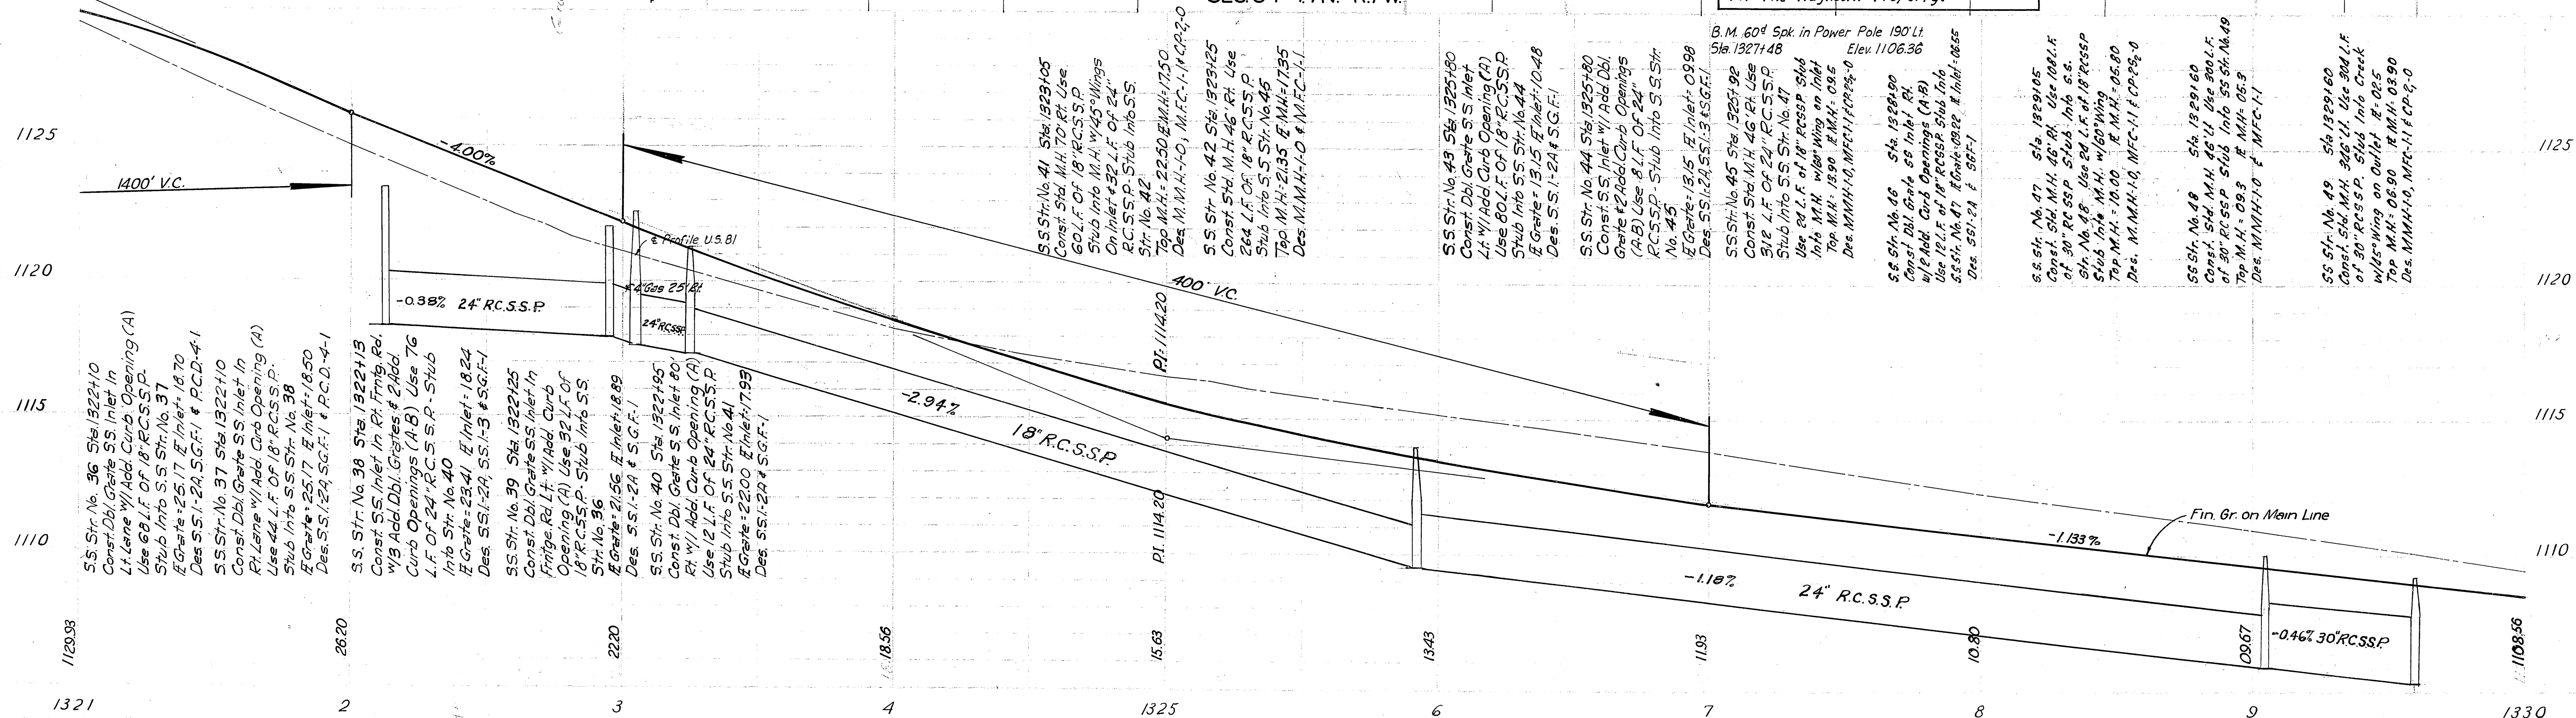 SEC. 34 T.7N. R.7W.
B.M. 60d Spk. in Power Pole 190' Lt.
Sta. 1327+48 Elev. 1106.36
1125
1120
1115
1110
1400' V.C.
-4.00%
-0.38% 24" R.C.S.S.P.
24" RCSSP
℄ Profile U.S. 81
4" Gas 25' Rt.
400' V.C.
P.I. 1114.20
P.I. 1114.20
-2.94%
18" R.C.S.S.P.
-1.18%
24" R.C.S.S.P.
-1.133%
Fin. Gr. on Main Line
-0.46% 30" RCSSP.
1125
1120
1115
1110
S.S. Str. No. 36 Sta. 1322+10
Const. Dbl. Grate S.S. Inlet In
Lt. Lane W/1 Add. Curb Opening (A)
Use 68 L.F. Of 18" R.C.S.S.P.
Stub Into S.S. Str. No. 37
℄ Grate = 25.17 ℄ Inlet = 18.70
Des. S.S.I.-2A, S.G.F.-1 & P.C.D.-4-1
S.S. Str. No. 37 Sta. 1322+10
Const. Dbl. Grate S.S. Inlet In
Rt. Lane W/1 Add. Curb Opening (A)
Use 44 L.F. Of 18" R.C.S.S.P.
Stub Into S.S. Str. No. 38
℄ Grate = 25.17 ℄ Inlet = 18.50
Des. S.S.I.-2A, S.G.F.-1 & P.C.D.-4-1
S.S. Str. No. 38 Sta. 1322+13
Const. S.S. Inlet In Rt. Frntg. Rd.
W/3 Add. Dbl. Grates & 2 Add.
Curb Openings (A-B) Use 76
L.F. Of 24" R.C.S.S.P. - Stub
Into Str. No. 40
℄ Grate = 23.41 ℄ Inlet = 18.24
Des. S.S.I.-2A, S.S.I.-3 & S.G.F.-1
S.S. Str. No. 39 Sta. 1322+25
Const. Dbl. Grate S.S. Inlet In
Frntge. Rd. Lt. W/1 Add. Curb
Opening (A) Use 32 L.F. Of
18" R.C.S.S.P. - Stub Into S.S.
Str. No. 36
℄ Grate = 21.56 ℄ Inlet = 18.89
Des. S.S.I.-2A & S.G.F.-1
S.S. Str. No. 40 Sta. 1322+95
Const. Dbl. Grate S.S. Inlet 80'
Rt. W/1 Add. Curb Opening (A)
Use 12 L.F. Of 24" R.C.S.S.P.
Stub Into S.S. Str. No. 41
℄ Grate = 22.00 ℄ Inlet = 17.93
Des. S.S.I.-2A & S.G.F.-1
S.S. Str. No. 41 Sta. 1323+05
Const. Std. M.H. 70' Rt. Use
60 L.F. Of 18" R.C.S.S.P.
Stub Into M.H. W/45° Wings
On Inlet & 32 L.F. Of 24"
R.C.S.S.P. - Stub Into S.S.
Str. No. 42
Top M.H. = 22.50 ℄ M.H. = 17.50
Des. M.M.H.-1-0, M.F.C.-1-1 & C.P.-2₁-0
S.S. Str. No. 42 Sta. 1323+25
Const. Std. M.H. 46' Rt. Use
264 L.F. Of 18" R.C.S.S.P.
Stub Into S.S. Str. No. 45
Top M.H. = 21.35 ℄ M.H. = 17.35
Des. M.M.H.-1-0 & M.F.C.-1-1
S.S. Str. No. 43 Sta. 1325+80
Const. Dbl. Grate S.S. Inlet
Lt. W/1 Add. Curb Opening (A)
Use 80 L.F. Of 18" R.C.S.S.P.
Stub Into S.S. Str. No. 44
℄ Grate = 13.15 ℄ Inlet = 10.48
Des. S.S.I.-2A & S.G.F.-1
S.S. Str. No. 44 Sta. 1325+80
Const. S.S. Inlet W/1 Add. Dbl.
Grate & 2 Add. Curb Openings
(A-B) Use 8 L.F. Of 24"
R.C.S.S.P. - Stub Into S.S. Str.
No. 45
℄ Grate = 13.15 ℄ Inlet = 09.98
Des. S.S.I.-2A, S.S.I.-3 & S.G.F.-1
S.S. Str. No. 45 Sta. 1325+92
Const. Std. M.H. 46' Rt. Use
312 L.F. Of 24" R.C.S.S.P.
Stub Into S.S. Str. No. 47
Use 24 L.F. of 18" RCSSP Stub
Into M.H. w/60° Wing on Inlet
Top. M.H. = 13.90 ℄ M.H. = 09.5
Des. MMH-1-0, MFC-1-1 & CP-2S₂-0
S.S. Str. No. 46 Sta. 1328+90
Const Dbl. Grate SS Inlet Rt.
w/2 Add. Curb Openings (A-B)
Use 12 L.F. of 18" RCSSP Stub Into
S.S. Str. No. 47 ℄ Grate = 09.22 ℄ Inlet = 06.55
Des. SSI-2A & SGF-1
S.S. Str. No. 47 Sta. 1329+05
Const. Std. M.H. 46' Rt. Use 108 L.F.
of 30" RCSSP Stub Into S.S.
Str. No. 48 Use 24 L.F. of 18" RCSSP
Stub Into M.H. w/60° Wing
Top M.H. = 10.00 ℄ M.H. = 05.80
Des. M.MH-1-0, MFC-1-1 & CP-2S₂-0
SS Str. No. 48 Sta. 1329+60
Const. Std. M.H. 46' Lt Use 300 L.F.
of 30" RCSSP Stub Into SS Str. No. 49
Top M.H. = 09.3 ℄ M.H. = 05.3
Des. MMH-1-0 & MFC-1-1
SS Str. No. 49 Sta 1329+60
Const. Std. M.H. 346' Lt. Use 304 L.F.
of 30" RCSSP. Stub Into Creek
w/45° Wing on Outlet ℄ = 02.5
Top M.H. = 06.90 ℄ M.H. = 03.90
Des. MMH-1-0, MFC-1-1 & CP-2₁-0
1129.93
26.20
22.20
18.56
15.63
13.43
11.93
10.80
09.67
1108.56
1321 2 3 4 1325 6 7 8 9 1330